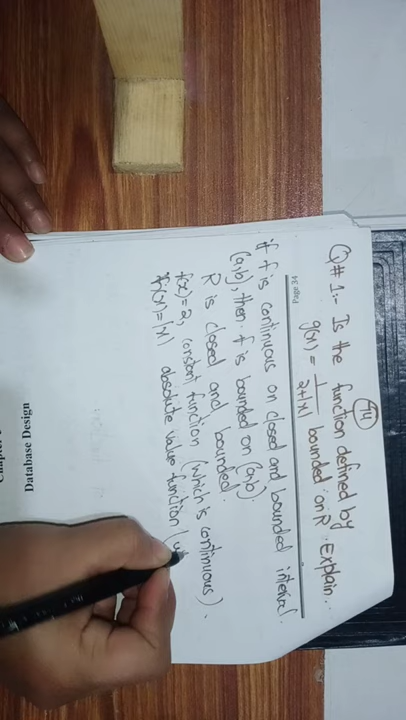 74
Q#1:- Is the function defined by
g(x) = 1/2+|x| bounded on R. Explain.
Page 34
if f is continuous on closed and bounded interval.
(a,b), then f is bounded on (a,b)
R is closed and bounded.
f(x)=2, constant function (which is continuous).
h(x)=|x| absolute value function (
Database Design